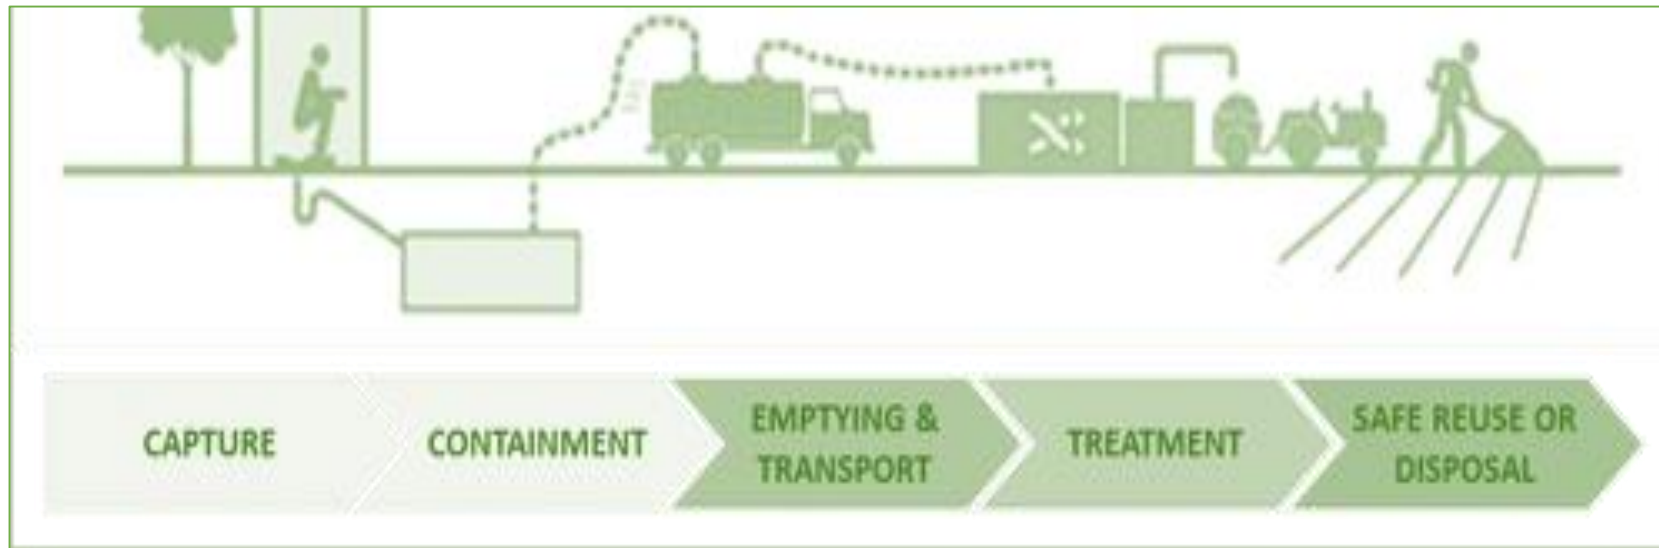 CAPTURE
CONTAINMENT
EMPTYING &
TRANSPORT
TREATMENT
SAFE REUSE OR
DISPOSAL